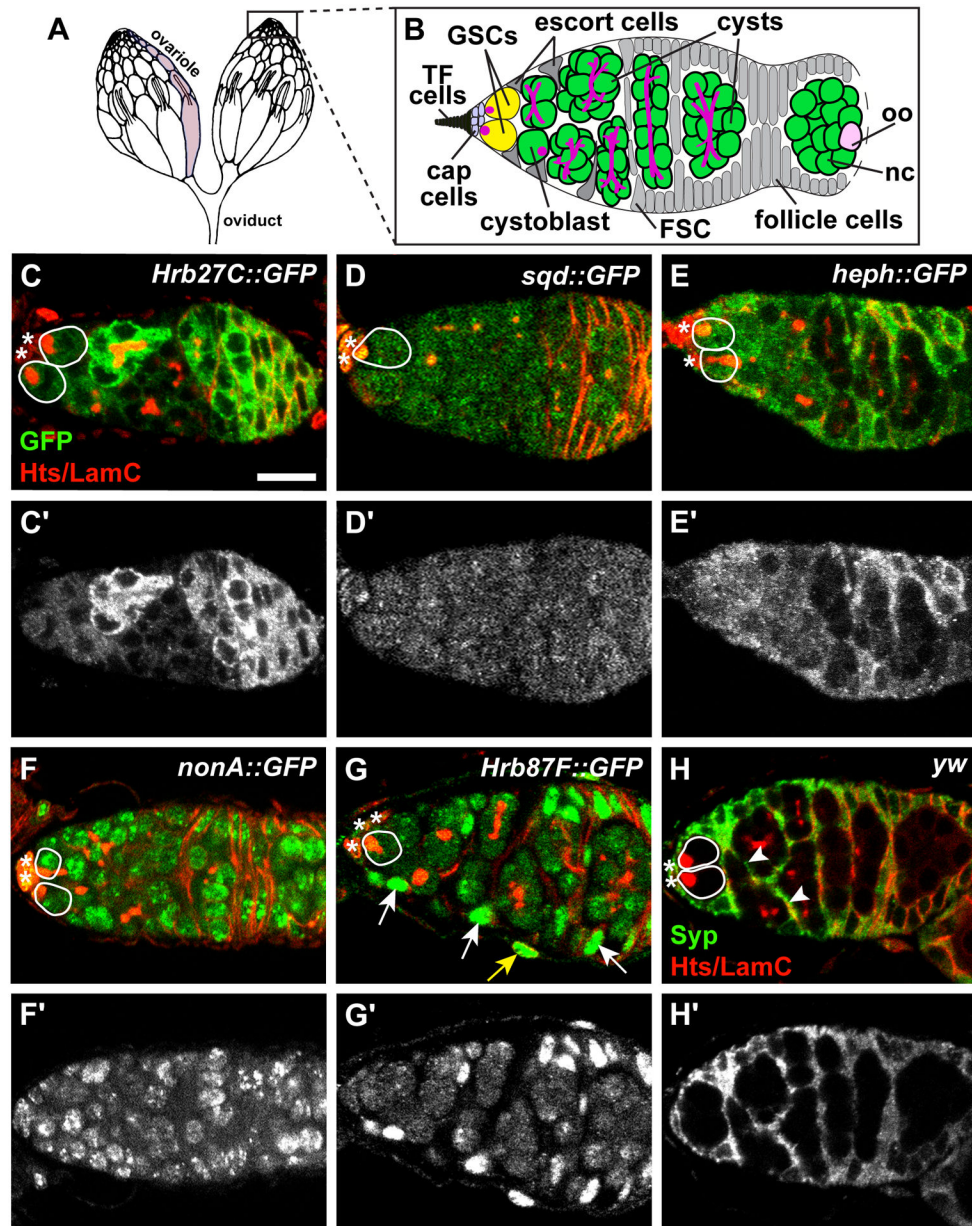 A
ovariole
oviduct
B
GSCs
escort cells
cysts
TF
cells
cap
cells
cystoblast
FSC
follicle cells
oo
nc
C
Hrb27C::GFP
**
GFP
Hts/LamC
D
sqd::GFP
**
E
heph::GFP
*
*
C'
D'
E'
F
nonA::GFP
**
G
Hrb87F::GFP
**
*
H
yw
**
Syp
Hts/LamC
F'
G'
H'